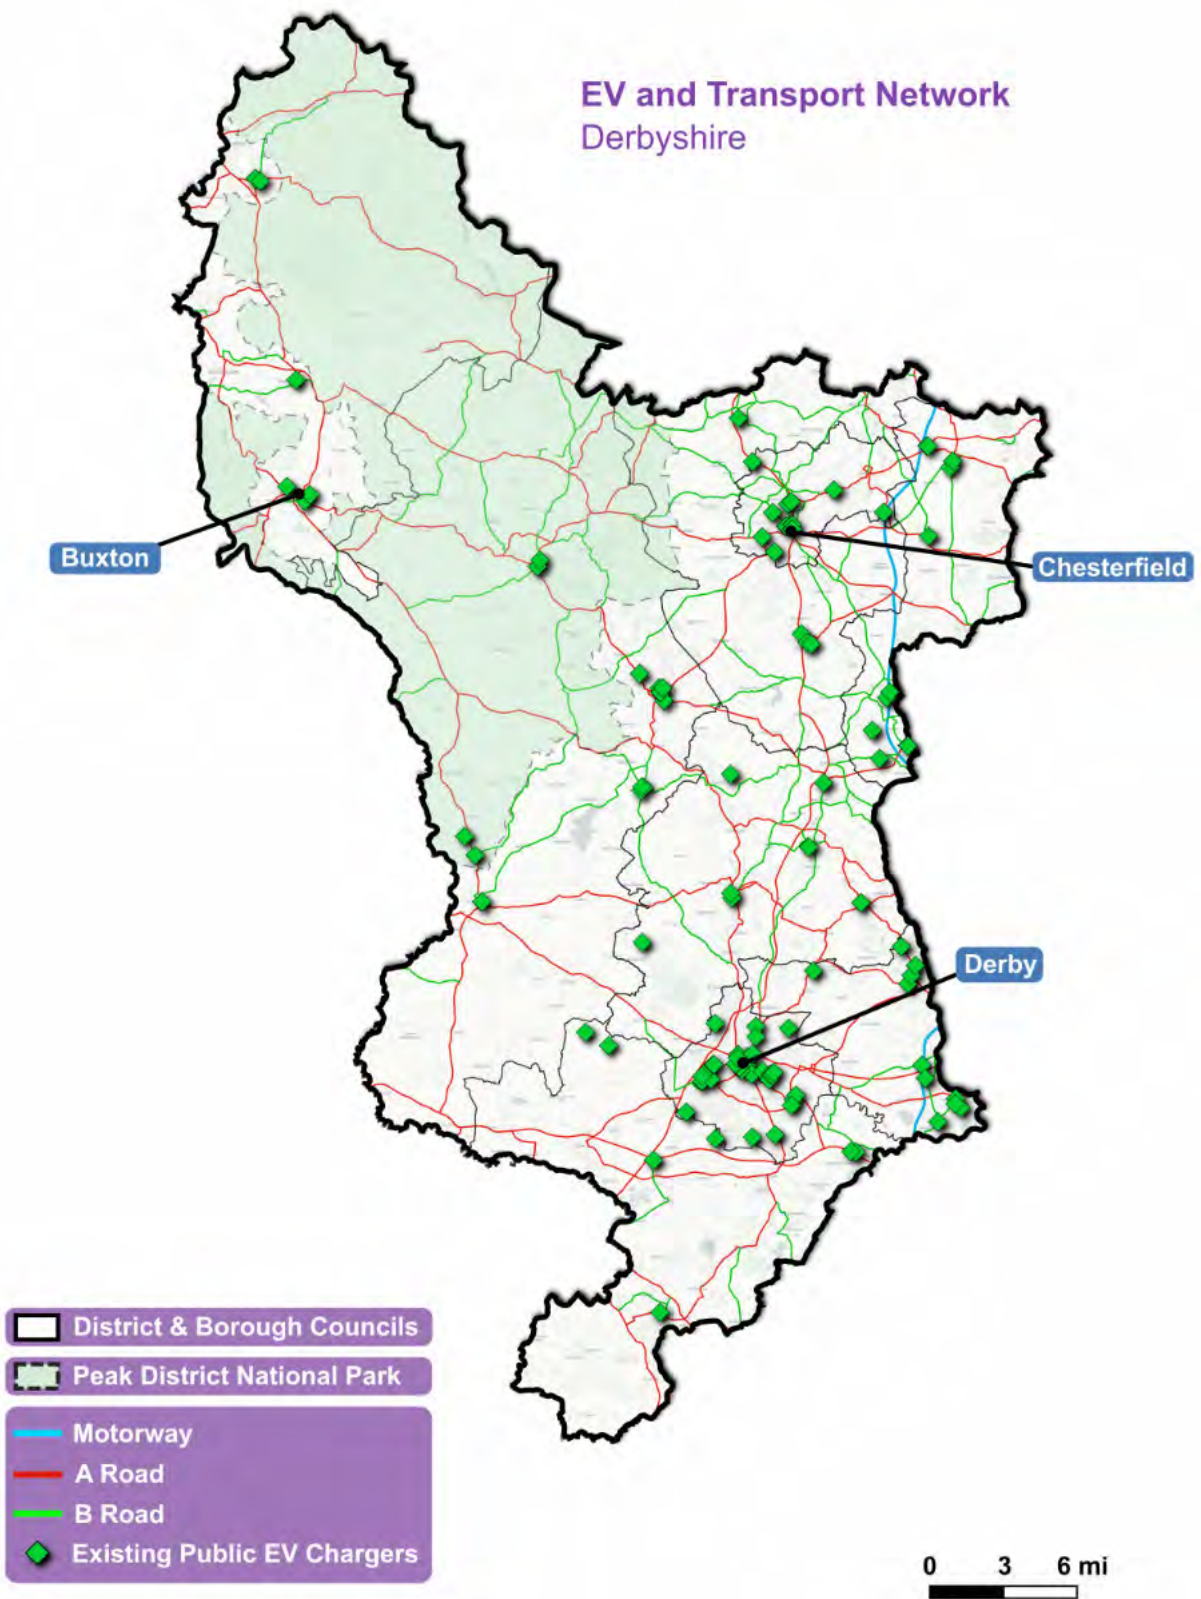 EV and Transport Network
Derbyshire
Buxton
Chesterfield
Derby
District & Borough Councils
Peak District National Park
Motorway
A Road
B Road
Existing Public EV Chargers
0 3 6 mi